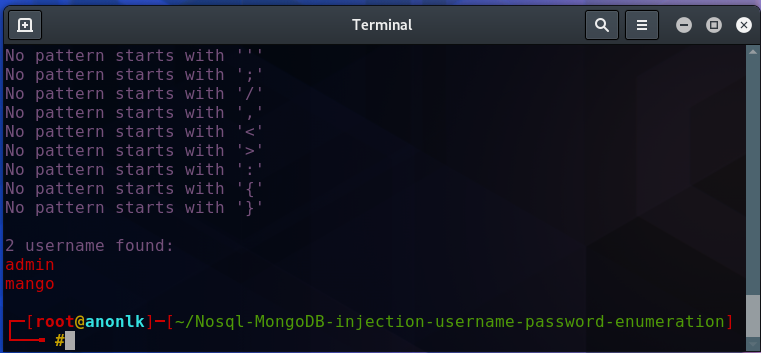 Terminal
No pattern starts with '''
No pattern starts with ';'
No pattern starts with '/'
No pattern starts with ','
No pattern starts with '<'
No pattern starts with '>'
No pattern starts with ':'
No pattern starts with '{'
No pattern starts with '}'
2 username found:
admin
mango
┌─[root@anonlk]─[~/Nosql-MongoDB-injection-username-password-enumeration]
└──╼ #